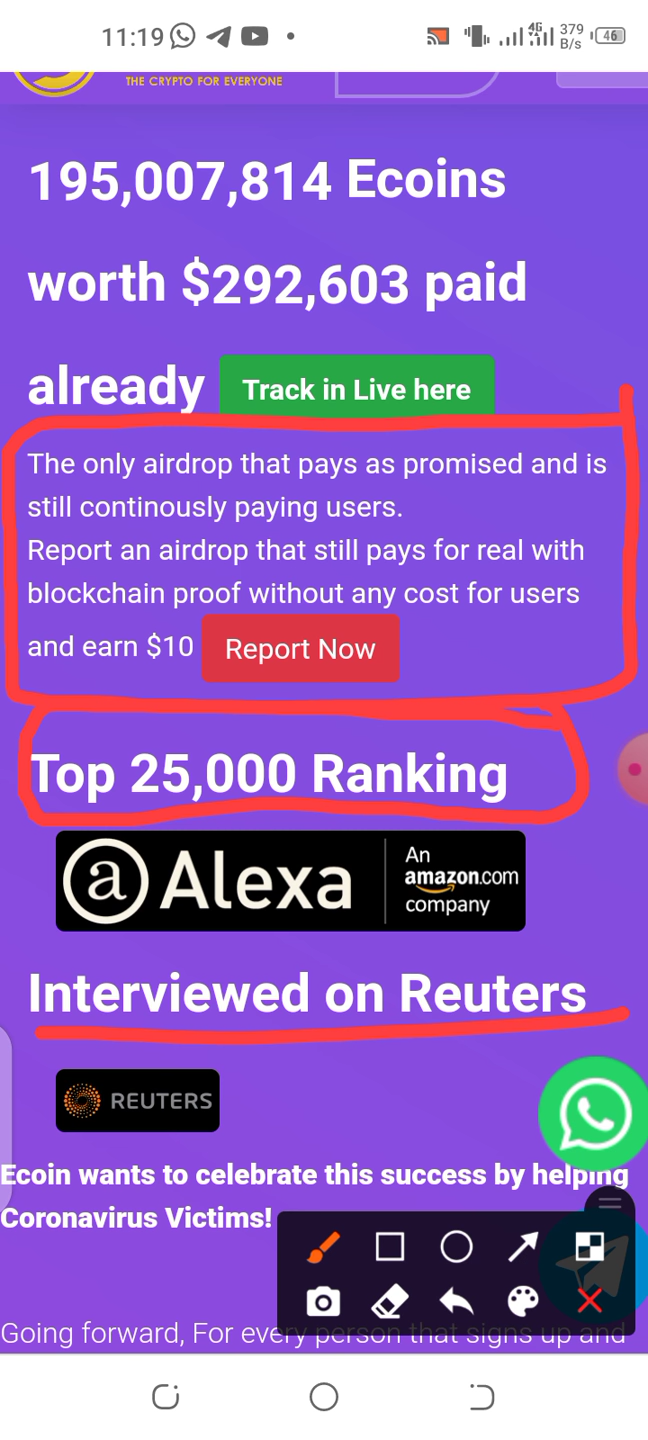 11:19
4G
379
B/s
46
THE CRYPTO FOR EVERYONE
195,007,814 Ecoins
worth $292,603 paid
already Track in Live here
The only airdrop that pays as promised and is
still continously paying users.
Report an airdrop that still pays for real with
blockchain proof without any cost for users
and earn $10 Report Now
Top 25,000 Ranking
a Alexa An
amazon.com
company
Interviewed on Reuters
REUTERS
Ecoin wants to celebrate this success by helping
Coronavirus Victims!
Going forward, For every person that signs up and